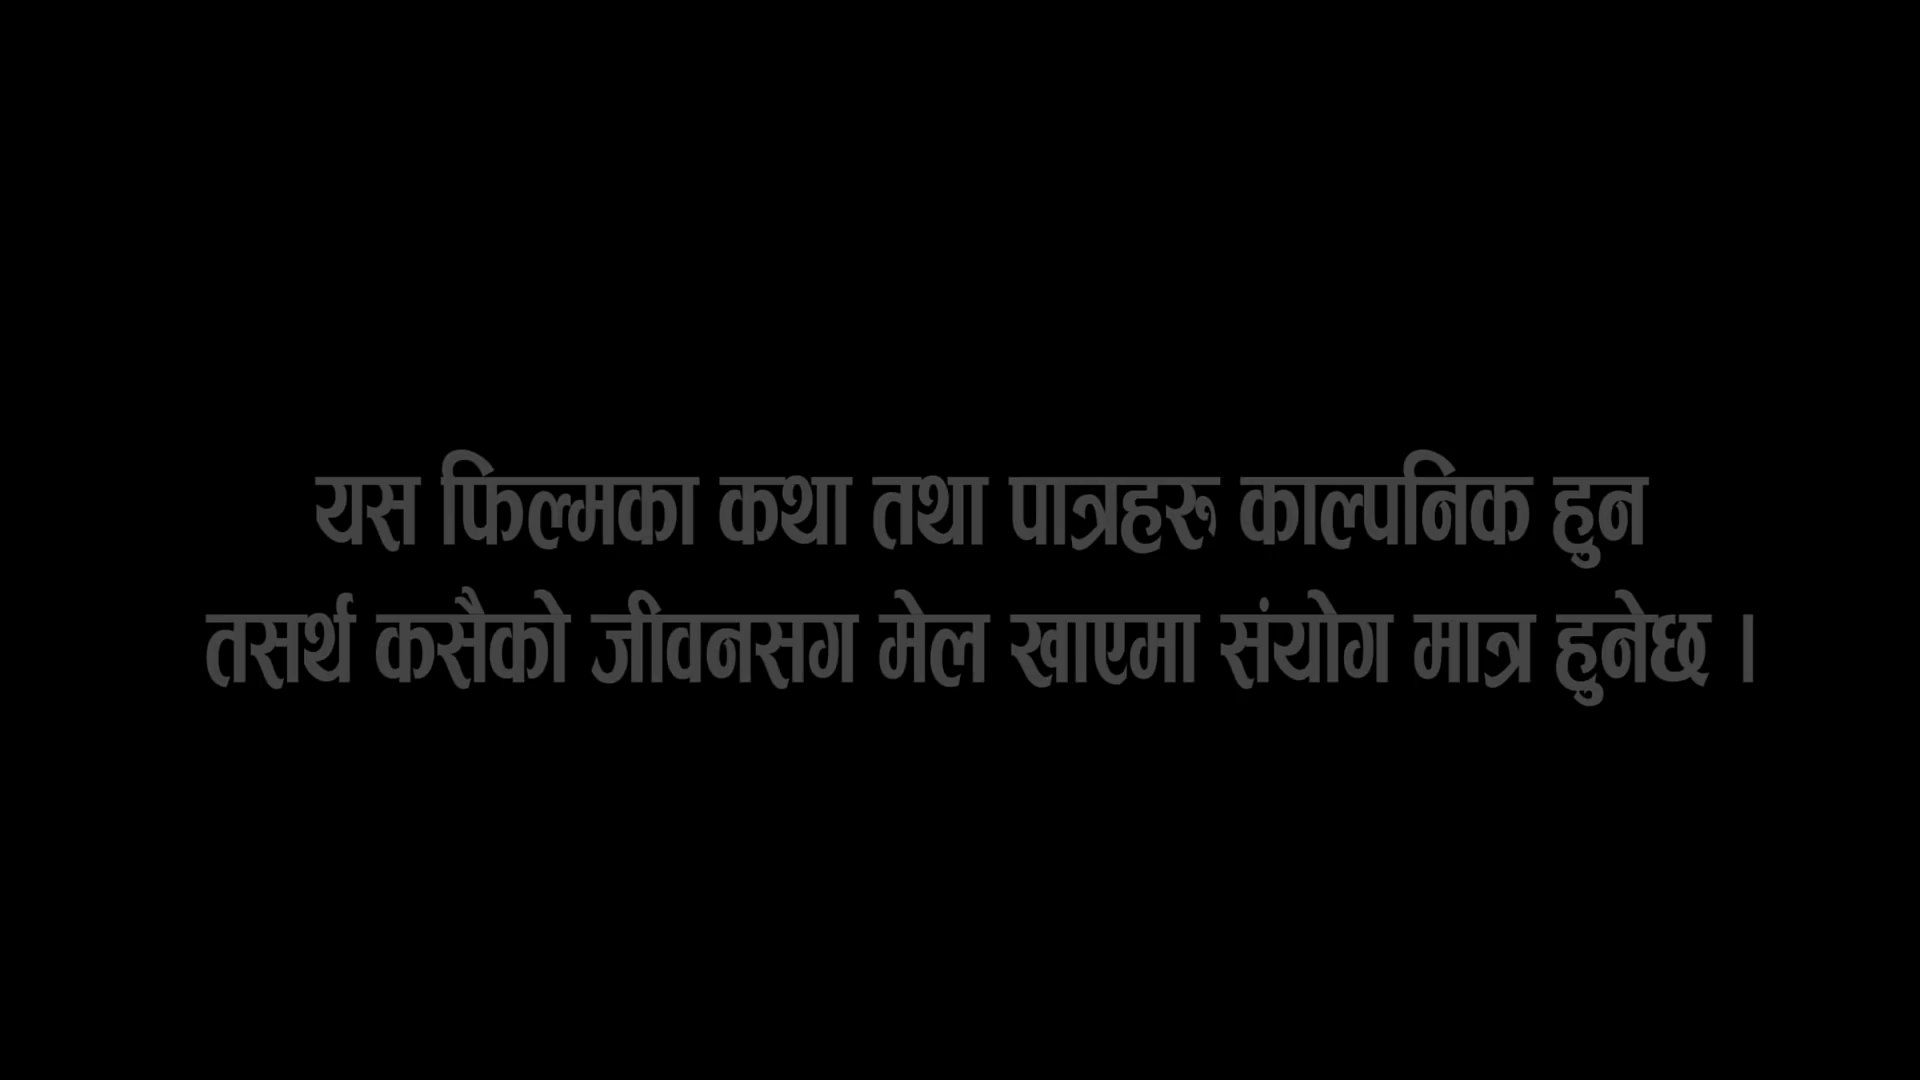 यस फिल्मका कथा तथा पात्रहरु काल्पनिक हुन
तसर्थ कसैको जीवनसग मेल खाएमा संयोग मात्र हुनेछ ।